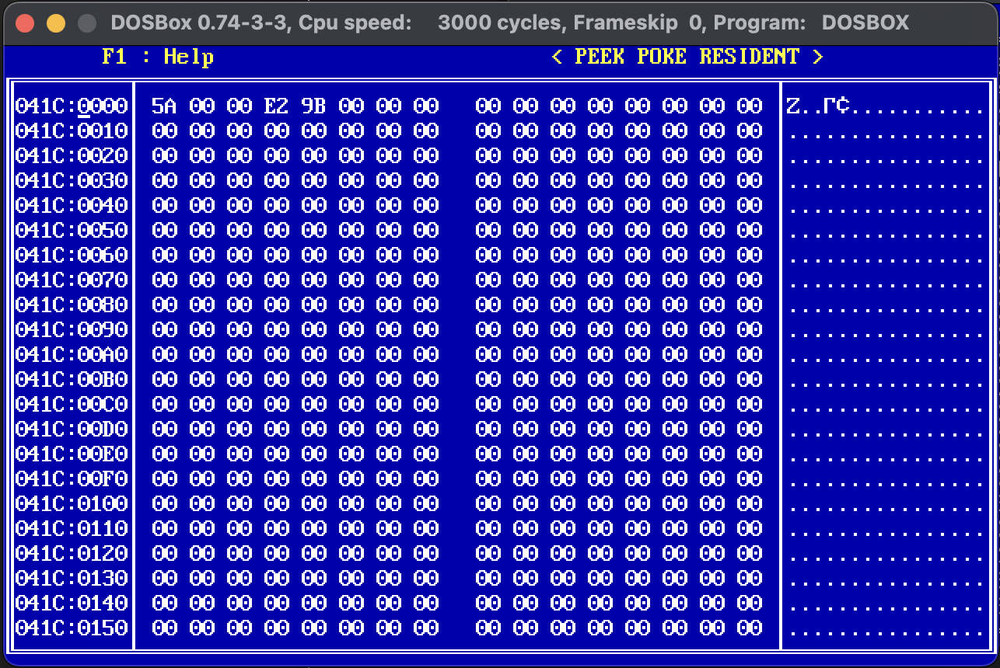 DOSBox 0.74-3-3, Cpu speed: 3000 cycles, Frameskip 0, Program: DOSBOX
F1 : Help < PEEK POKE RESIDENT >
041C:0000 5A 00 00 E2 9B 00 00 00 00 00 00 00 00 00 00 00 Z..Γ¢...........
041C:0010 00 00 00 00 00 00 00 00 00 00 00 00 00 00 00 00 ................
041C:0020 00 00 00 00 00 00 00 00 00 00 00 00 00 00 00 00 ................
041C:0030 00 00 00 00 00 00 00 00 00 00 00 00 00 00 00 00 ................
041C:0040 00 00 00 00 00 00 00 00 00 00 00 00 00 00 00 00 ................
041C:0050 00 00 00 00 00 00 00 00 00 00 00 00 00 00 00 00 ................
041C:0060 00 00 00 00 00 00 00 00 00 00 00 00 00 00 00 00 ................
041C:0070 00 00 00 00 00 00 00 00 00 00 00 00 00 00 00 00 ................
041C:0080 00 00 00 00 00 00 00 00 00 00 00 00 00 00 00 00 ................
041C:0090 00 00 00 00 00 00 00 00 00 00 00 00 00 00 00 00 ................
041C:00A0 00 00 00 00 00 00 00 00 00 00 00 00 00 00 00 00 ................
041C:00B0 00 00 00 00 00 00 00 00 00 00 00 00 00 00 00 00 ................
041C:00C0 00 00 00 00 00 00 00 00 00 00 00 00 00 00 00 00 ................
041C:00D0 00 00 00 00 00 00 00 00 00 00 00 00 00 00 00 00 ................
041C:00E0 00 00 00 00 00 00 00 00 00 00 00 00 00 00 00 00 ................
041C:00F0 00 00 00 00 00 00 00 00 00 00 00 00 00 00 00 00 ................
041C:0100 00 00 00 00 00 00 00 00 00 00 00 00 00 00 00 00 ................
041C:0110 00 00 00 00 00 00 00 00 00 00 00 00 00 00 00 00 ................
041C:0120 00 00 00 00 00 00 00 00 00 00 00 00 00 00 00 00 ................
041C:0130 00 00 00 00 00 00 00 00 00 00 00 00 00 00 00 00 ................
041C:0140 00 00 00 00 00 00 00 00 00 00 00 00 00 00 00 00 ................
041C:0150 00 00 00 00 00 00 00 00 00 00 00 00 00 00 00 00 ................